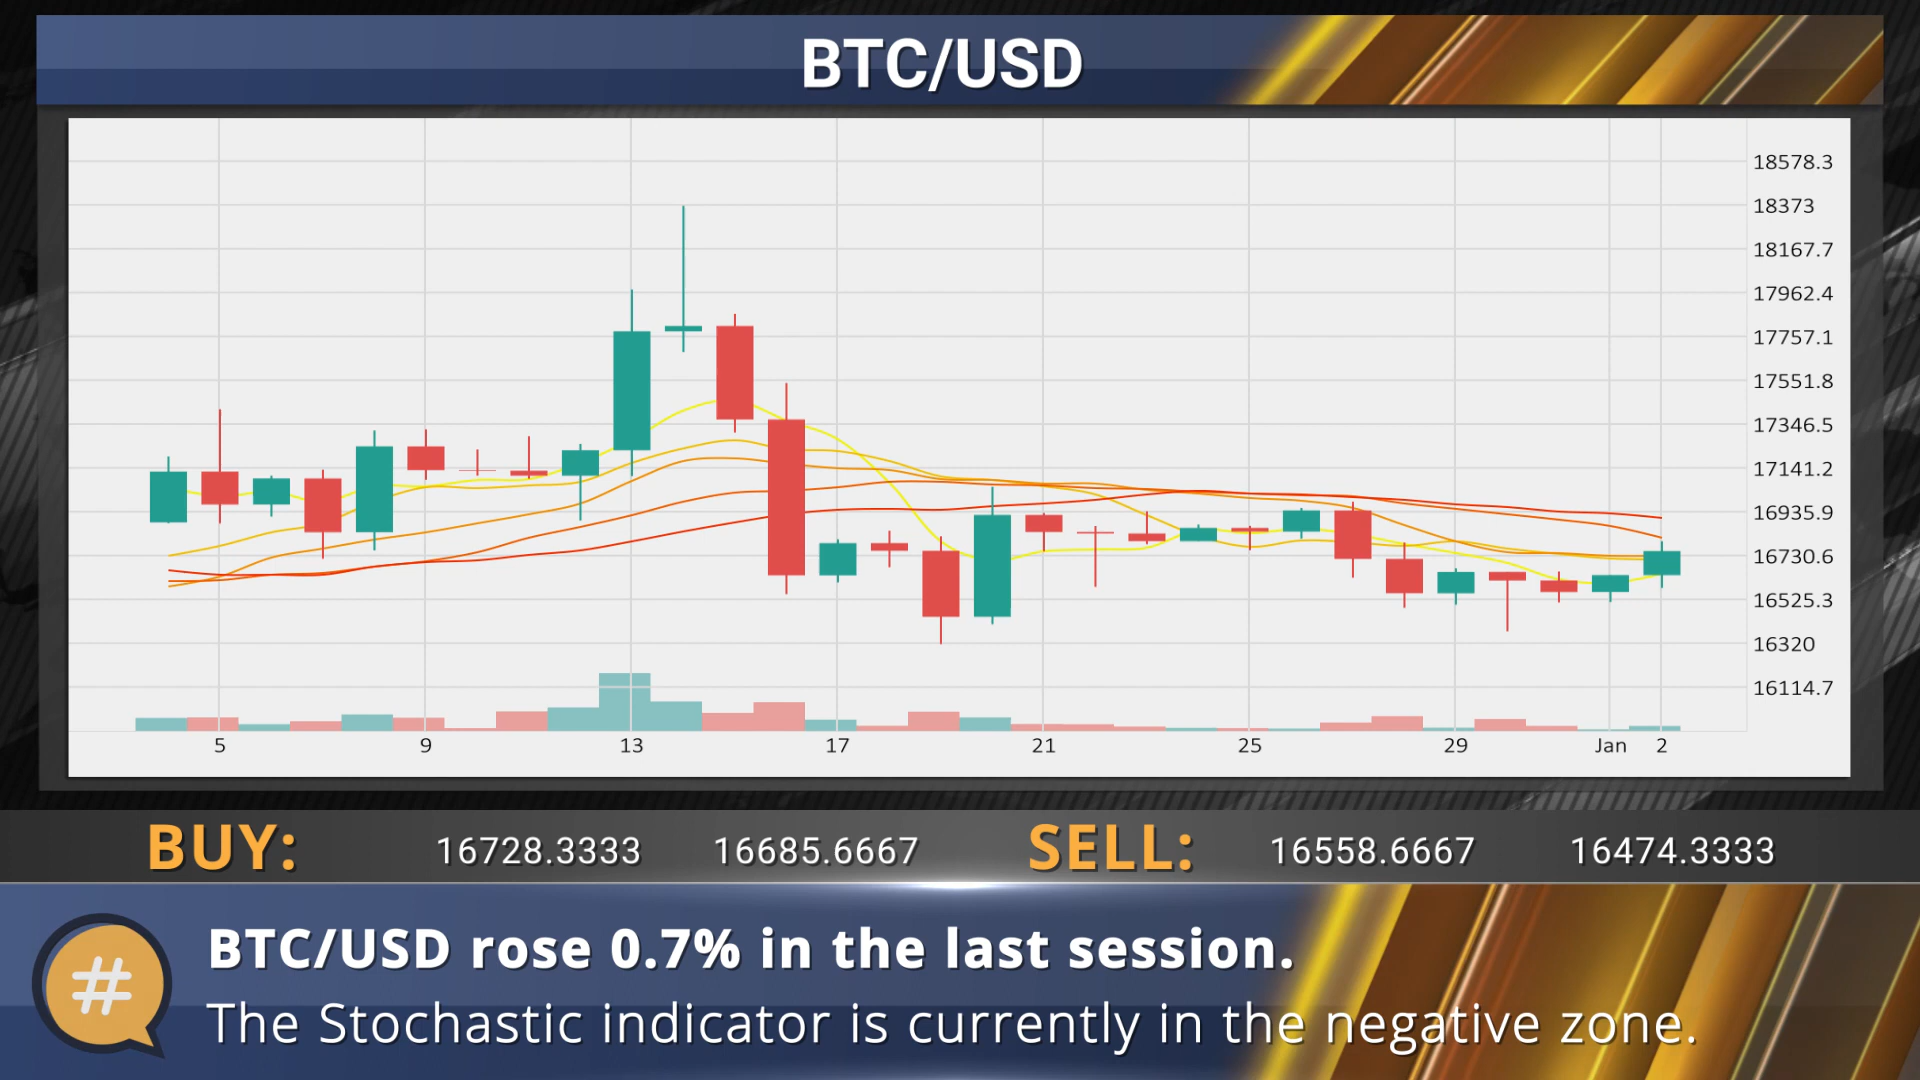 BTC/USD
18578.3
18373
18167.7
17962.4
17757.1
17551.8
17346.5
17141.2
16935.9
16730.6
16525.3
16320
16114.7
5 9 13 17 21 25 29 Jan 2
BUY: 16728.3333 16685.6667 SELL: 16558.6667 16474.3333
# BTC/USD rose 0.7% in the last session.
The Stochastic indicator is currently in the negative zone.